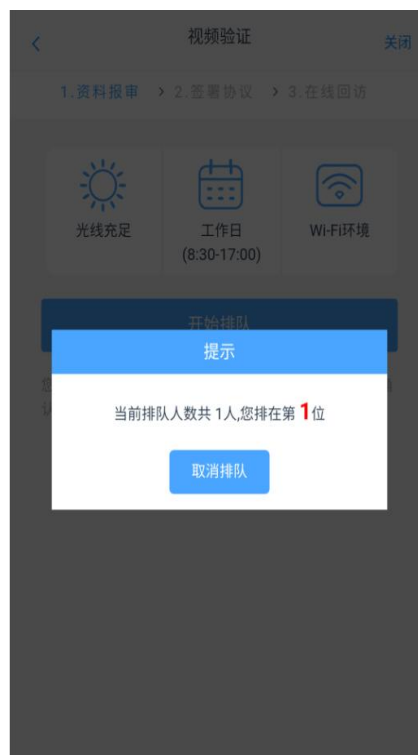 视频验证
关闭
1.资料报审 > 2.签署协议 > 3.在线回访
光线充足
工作日
(8:30-17:00)
Wi-Fi环境
开始排队
提示
当前排队人数共 1人,您排在第 1位
取消排队